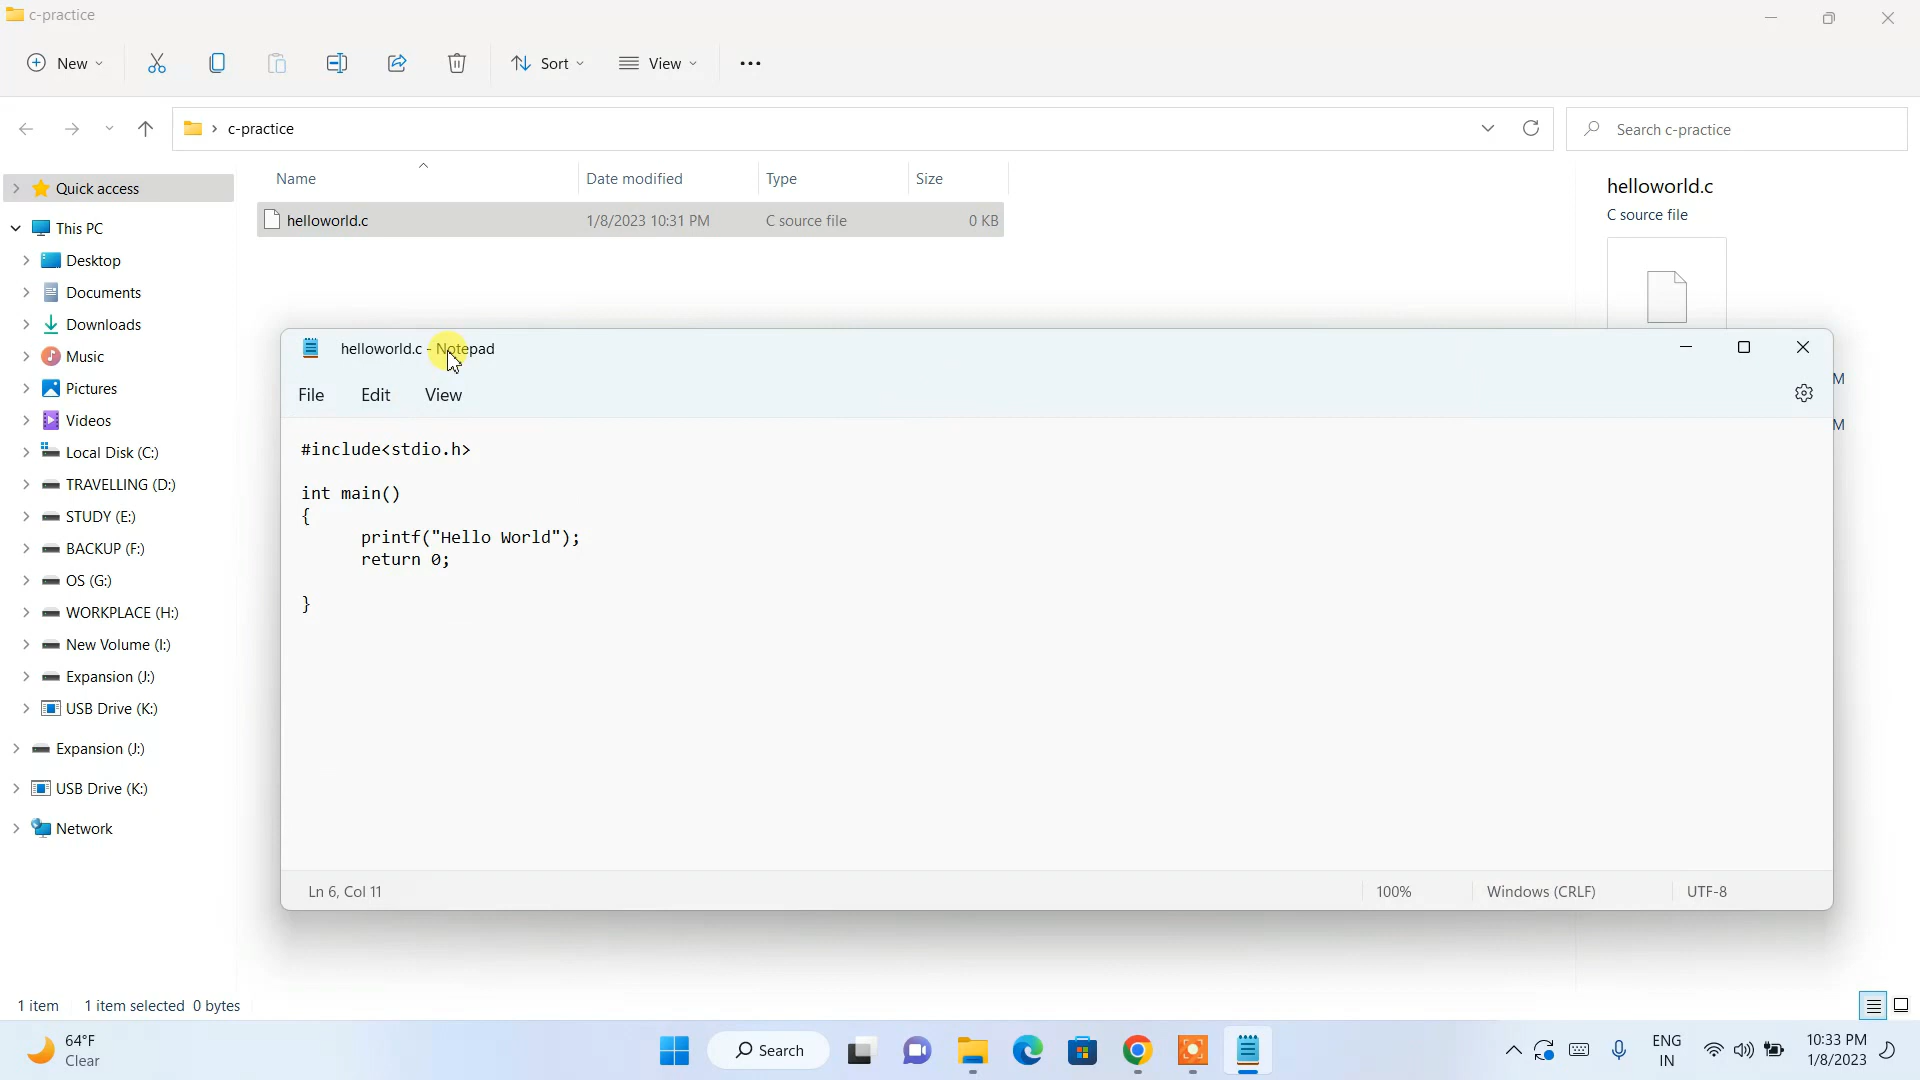 c-practice
New
Sort
View
c-practice
Search c-practice
Name
Date modified
Type
Size
helloworld.c
1/8/2023 10:31 PM
C source file
0 KB
Quick access
This PC
Desktop
Documents
Downloads
Music
Pictures
Videos
Local Disk (C:)
TRAVELLING (D:)
STUDY (E:)
BACKUP (F:)
OS (G:)
WORKPLACE (H:)
New Volume (I:)
Expansion (J:)
USB Drive (K:)
Expansion (J:)
USB Drive (K:)
Network
helloworld.c
C source file
M
M
helloworld.c - Notepad
File
Edit
View
#include<stdio.h>
int main()
{
printf("Hello World");
return 0;
}
Ln 6, Col 11
100%
Windows (CRLF)
UTF-8
1 item
1 item selected 0 bytes
64°F
Clear
Search
ENG
IN
10:33 PM
1/8/2023